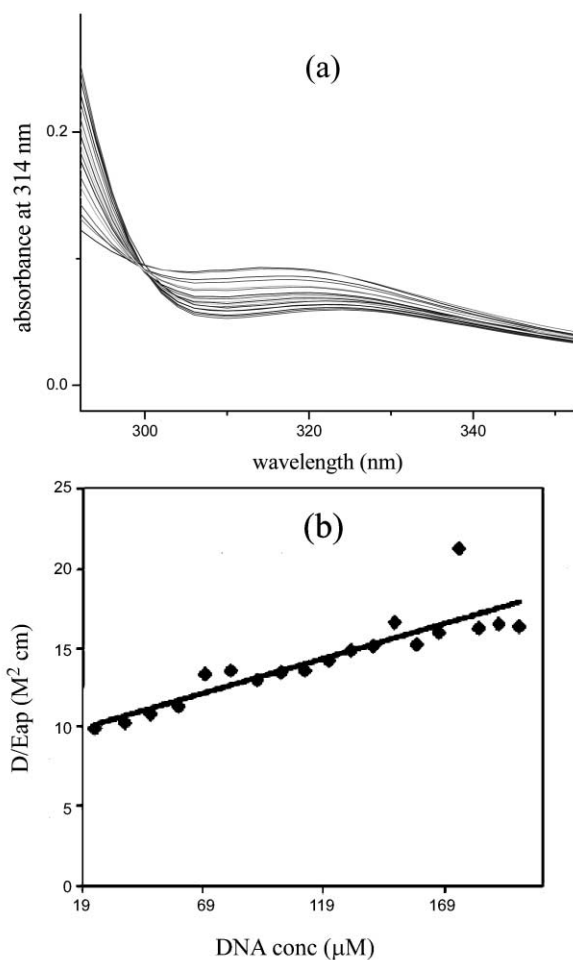 (a)
absorbance at 314 nm
0.2
0.0
300
320
340
wavelength (nm)
(b)
D/Eap (M² cm)
25
20
15
10
5
0
19
69
119
169
DNA conc (μM)